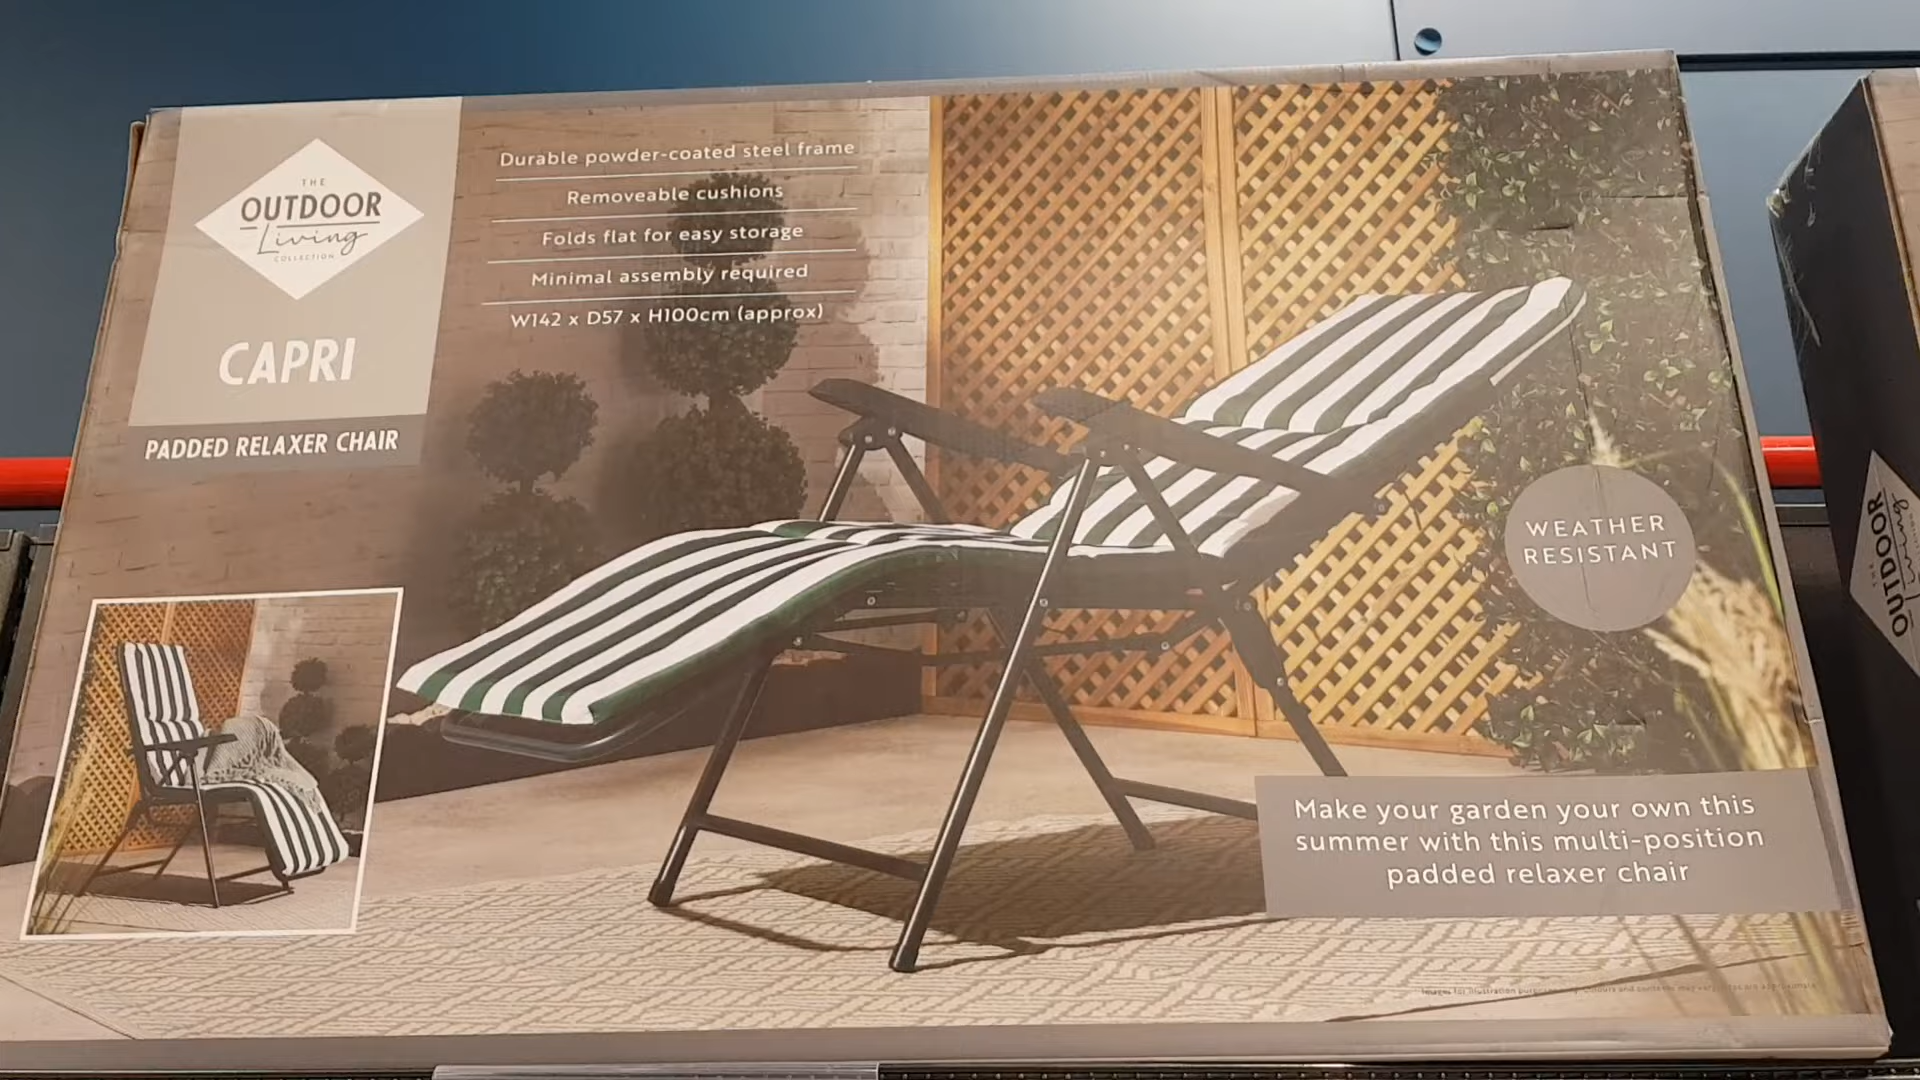 THE
OUTDOOR
Living
COLLECTION
CAPRI
PADDED RELAXER CHAIR
Durable powder-coated steel frame
Removeable cushions
Folds flat for easy storage
Minimal assembly required
W142 x D57 x H100cm (approx)
WEATHER
RESISTANT
Make your garden your own this
summer with this multi-position
padded relaxer chair
THE
OUTDOOR
Living